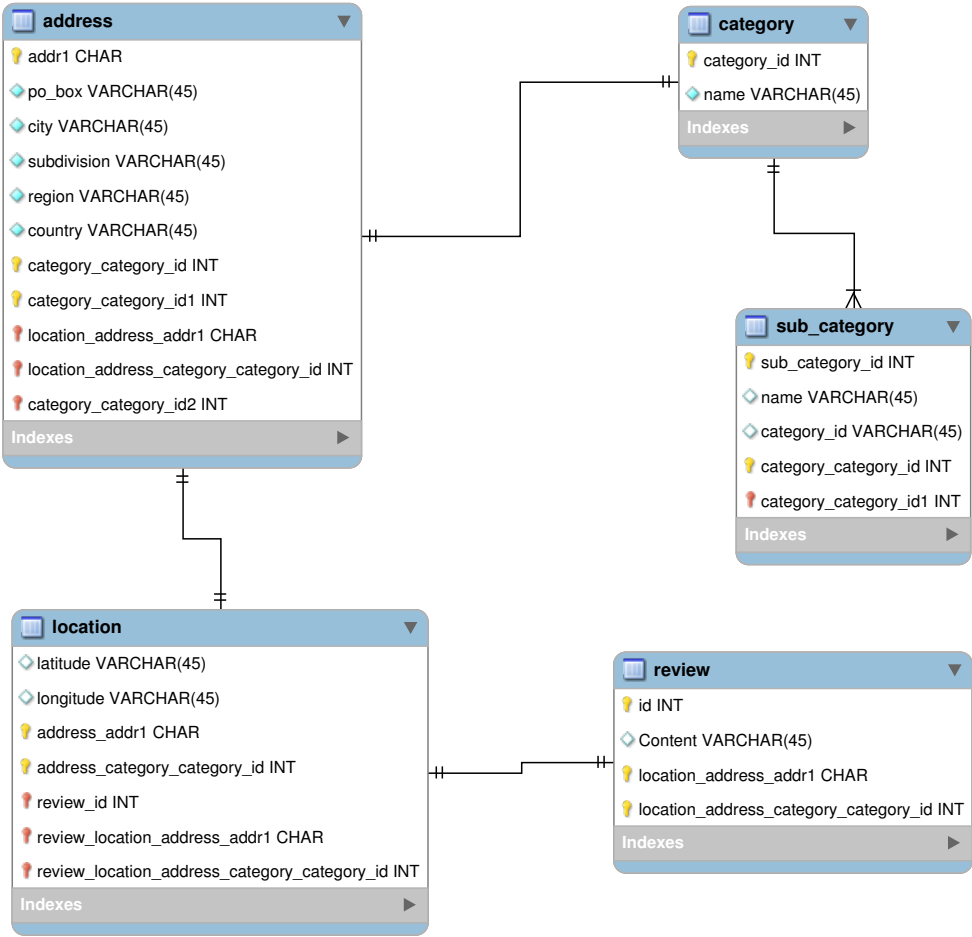 address
addr1 CHAR
po_box VARCHAR(45)
city VARCHAR(45)
subdivision VARCHAR(45)
region VARCHAR(45)
country VARCHAR(45)
category_category_id INT
category_category_id1 INT
location_address_addr1 CHAR
location_address_category_category_id INT
category_category_id2 INT
Indexes
category
category_id INT
name VARCHAR(45)
Indexes
sub_category
sub_category_id INT
name VARCHAR(45)
category_id VARCHAR(45)
category_category_id INT
category_category_id1 INT
Indexes
location
latitude VARCHAR(45)
longitude VARCHAR(45)
address_addr1 CHAR
address_category_category_id INT
review_id INT
review_location_address_addr1 CHAR
review_location_address_category_category_id INT
Indexes
review
id INT
Content VARCHAR(45)
location_address_addr1 CHAR
location_address_category_category_id INT
Indexes